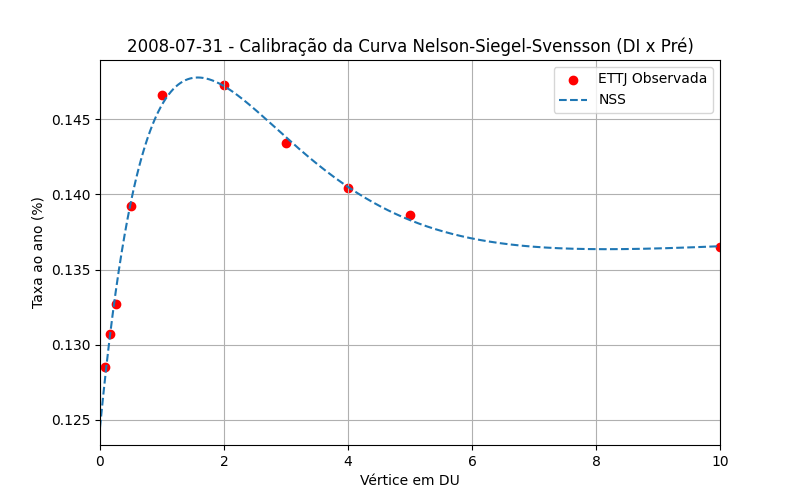 2008-07-31 - Calibração da Curva Nelson-Siegel-Svensson (DI x Pré)
ETTJ Observada
NSS
Taxa ao ano (%)
0.145
0.140
0.135
0.130
0.125
0 2 4 6 8 10
Vértice em DU